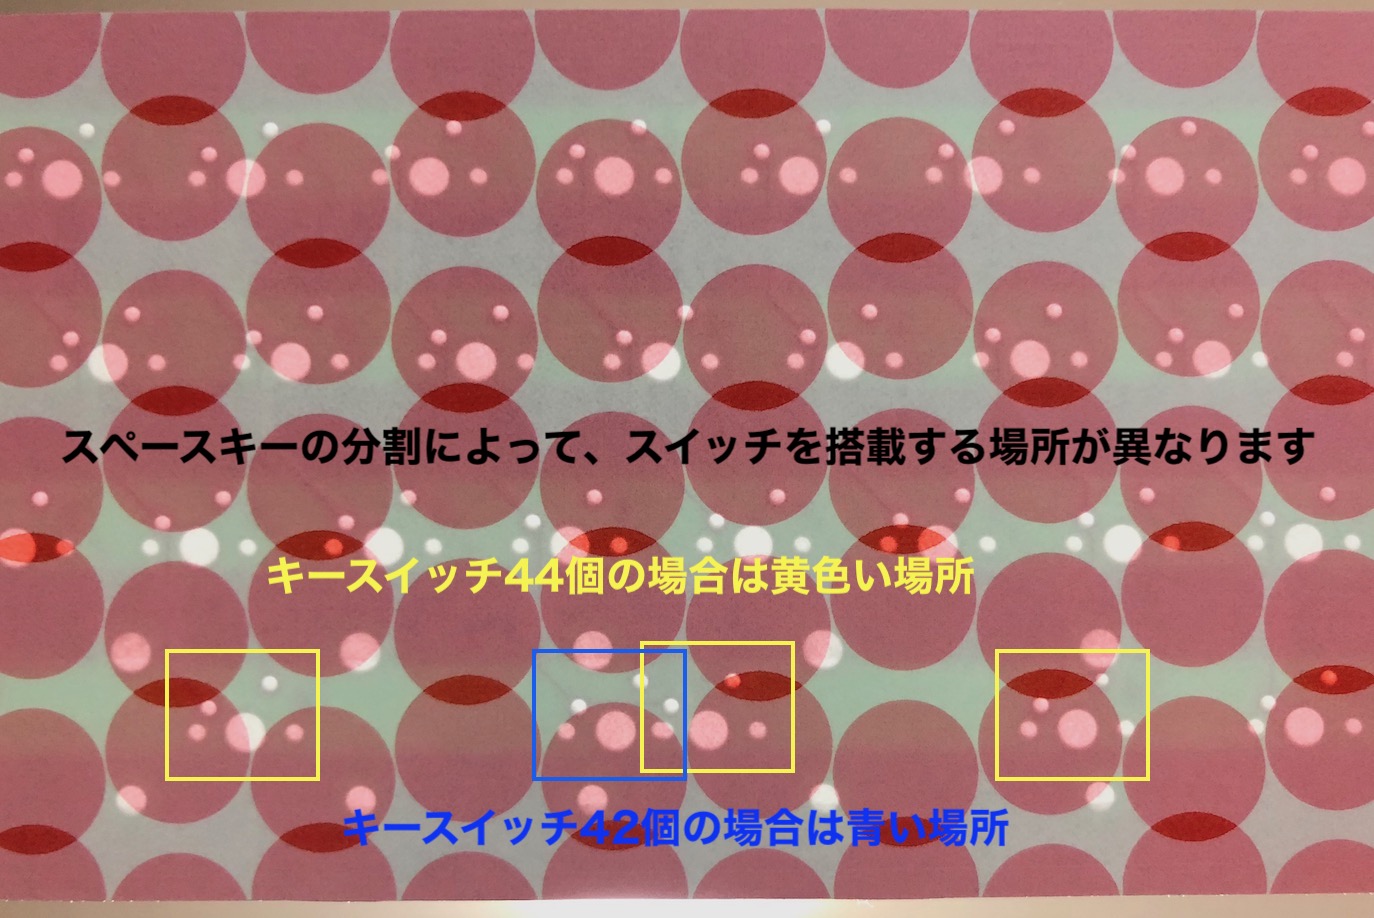 スペースキーの分割によって、スイッチを搭載する場所が異なります
キースイッチ44個の場合は黄色い場所
キースイッチ42個の場合は青い場所